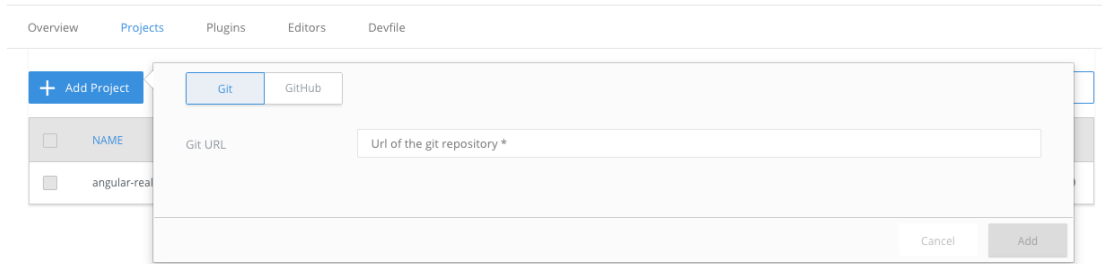 Overview Projects Plugins Editors Devfile
Add Project
Git GitHub
NAME
Git URL Url of the git repository *
angular-real
Cancel Add